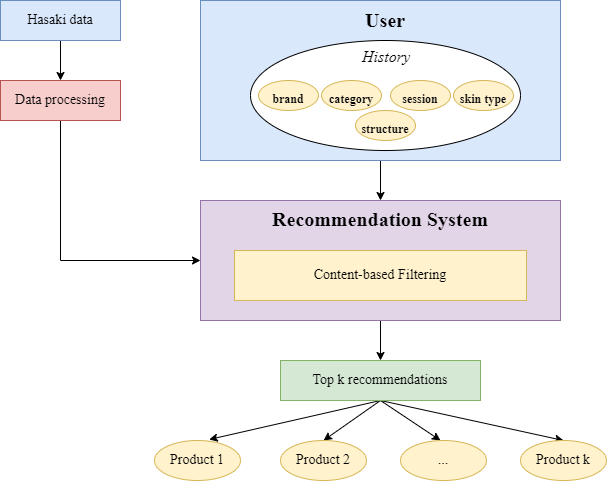 Hasaki data
User
History
Data processing
brand
category
session
skin type
structure
Recommendation System
Content-based Filtering
Top k recommendations
Product 1
Product 2
...
Product k